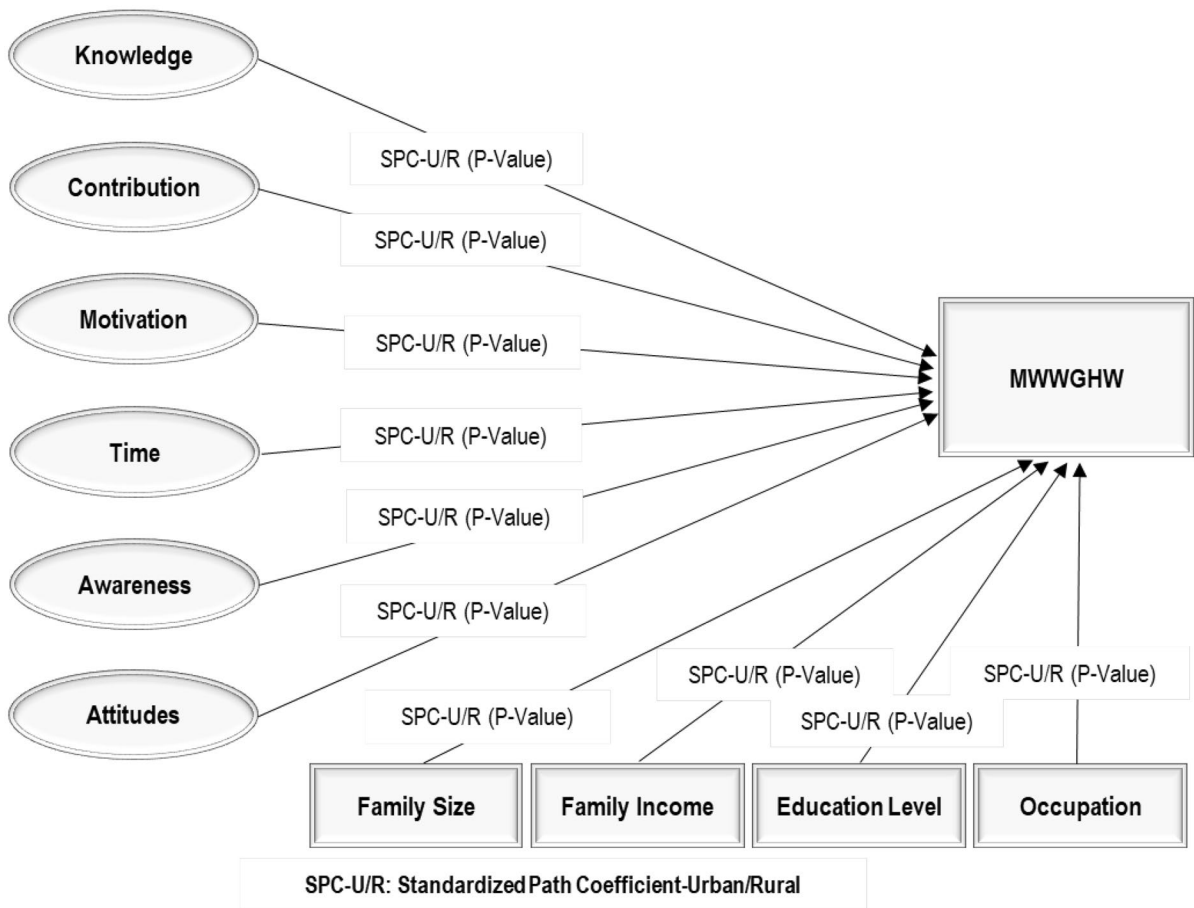 Knowledge
SPC-U/R (P-Value)
Contribution
SPC-U/R (P-Value)
Motivation
SPC-U/R (P-Value)
MWWGHW
Time
SPC-U/R (P-Value)
Awareness
SPC-U/R (P-Value)
Attitudes
SPC-U/R (P-Value)
SPC-U/R (P-Value)
SPC-U/R (P-Value)
SPC-U/R (P-Value)
SPC-U/R (P-Value)
Family Size
Family Income
Education Level
Occupation
SPC-U/R: Standardized Path Coefficient-Urban/Rural